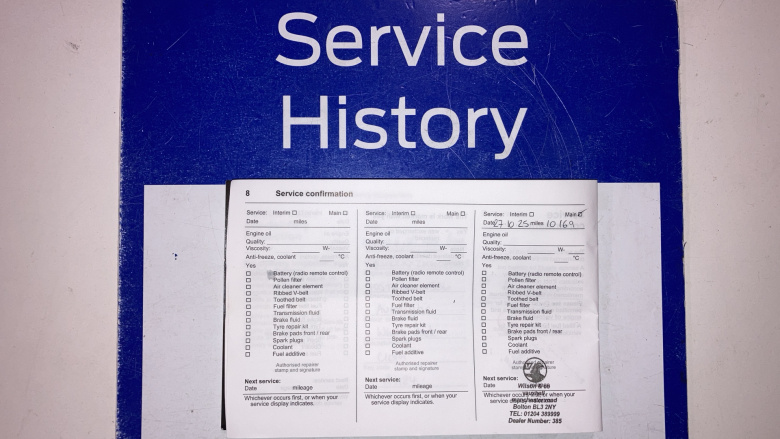 Service
History
8 Service confirmation
Service: Interim ☐ Main ☐
Date miles
Engine oil
Quality:
Viscosity: W-
Anti-freeze, coolant °C
Yes
☐ Battery (radio remote control)
☐ Pollen filter
☐ Air cleaner element
☐ Ribbed V-belt
☐ Toothed belt
☐ Fuel filter
☐ Transmission fluid
☐ Brake fluid
☐ Tyre repair kit
☐ Brake pads front / rear
☐ Spark plugs
☐ Coolant
☐ Fuel additive
Authorised repairer
stamp and signature
Next service:
Date mileage
Whichever occurs first, or when your
service display indicates.
Service: Interim ☐ Main ☐
Date miles
Engine oil
Quality:
Viscosity: W-
Anti-freeze, coolant °C
Yes
☐ Battery (radio remote control)
☐ Pollen filter
☐ Air cleaner element
☐ Ribbed V-belt
☐ Toothed belt
☐ Fuel filter
☐ Transmission fluid
☐ Brake fluid
☐ Tyre repair kit
☐ Brake pads front / rear
☐ Spark plugs
☐ Coolant
☐ Fuel additive
Authorised repairer
stamp and signature
Next service:
Date mileage
Whichever occurs first, or when your
service display indicates.
Service: Interim ☐ Main
Date 27 10 25 miles 10 169
Engine oil
Quality:
Viscosity: W-
Anti-freeze, coolant °C
Yes
☐ Battery (radio remote control)
☐ Pollen filter
☐ Air cleaner element
☐ Ribbed V-belt
☐ Toothed belt
☐ Fuel filter
☐ Transmission fluid
☐ Brake fluid
☐ Tyre repair kit
☐ Brake pads front / rear
☐ Spark plugs
☐ Coolant
☐ Fuel additive
Authorised repairer
stamp and signature
Next service:
Date
Wilson & co
Whichever occurs or when your
service
Bolton BL3 2NY
TEL: 01204 389999
Dealer Number: 385